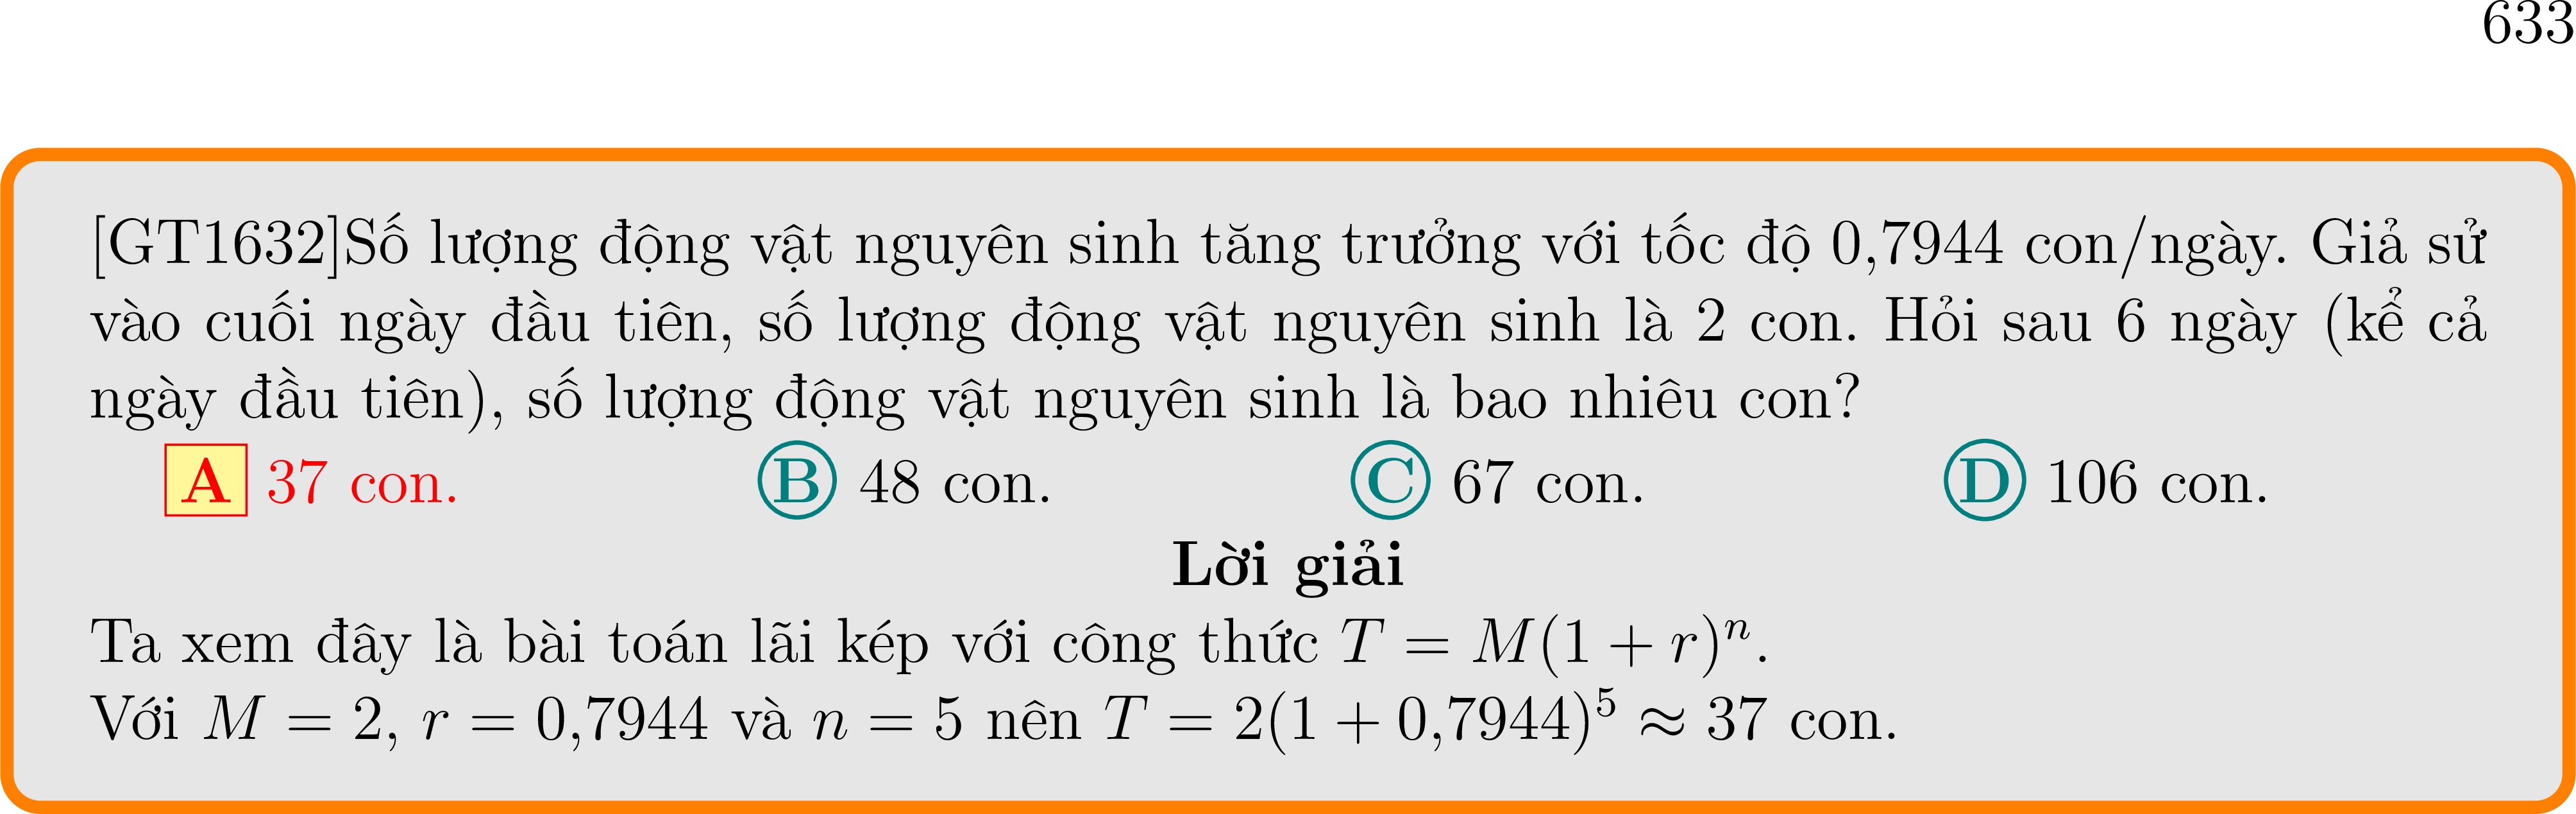 633
[GT1632]Số lượng động vật nguyên sinh tăng trưởng với tốc độ 0,7944 con/ngày. Giả sử
vào cuối ngày đầu tiên, số lượng động vật nguyên sinh là 2 con. Hỏi sau 6 ngày (kể cả
ngày đầu tiên), số lượng động vật nguyên sinh là bao nhiêu con?
A 37 con. B 48 con. C 67 con. D 106 con.
Lời giải
Ta xem đây là bài toán lãi kép với công thức T = M(1 + r)ⁿ.
Với M = 2, r = 0,7944 và n = 5 nên T = 2(1 + 0,7944)⁵ ≈ 37 con.